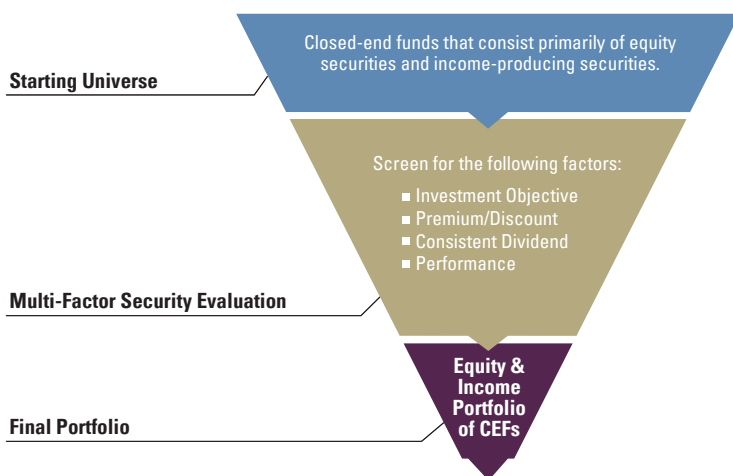 Closed-end funds that consist primarily of equity
securities and income-producing securities.
Starting Universe
Screen for the following factors:
■ Investment Objective
■ Premium/Discount
■ Consistent Dividend
■ Performance
Multi-Factor Security Evaluation
Equity &
Income
Portfolio
of CEFs
Final Portfolio